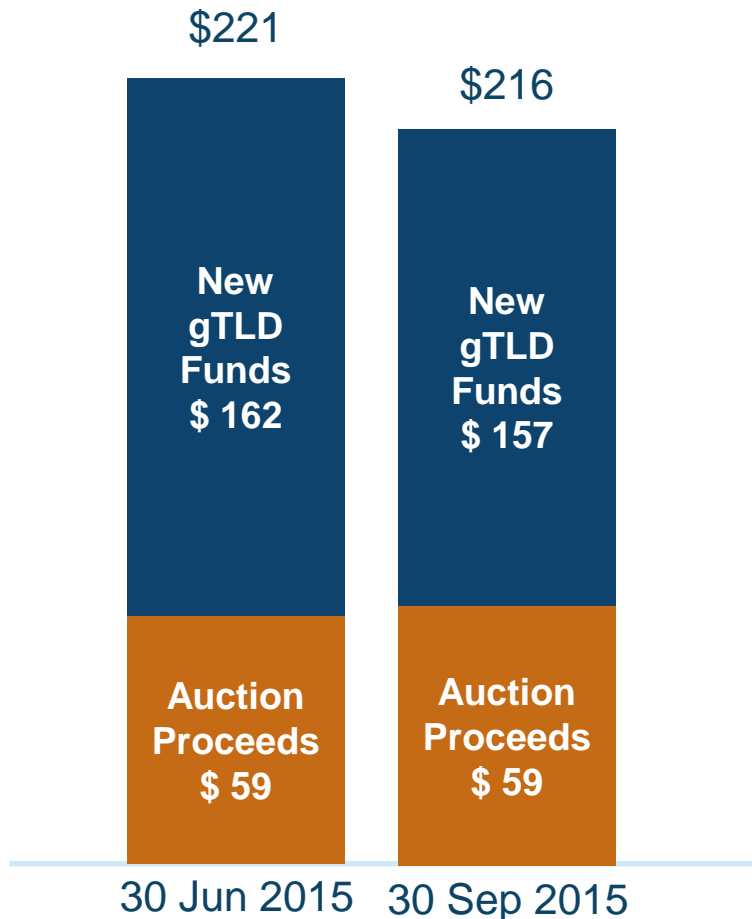 $221
$216
New
gTLD
Funds
$ 162
New
gTLD
Funds
$ 157
Auction
Proceeds
$ 59
Auction
Proceeds
$ 59
30 Jun 2015
30 Sep 2015